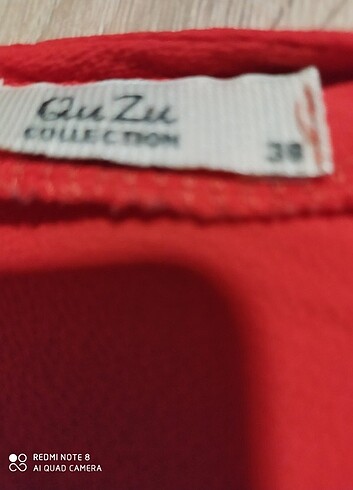 QuZu
COLLECTION
38
REDMI NOTE 8
AI QUAD CAMERA